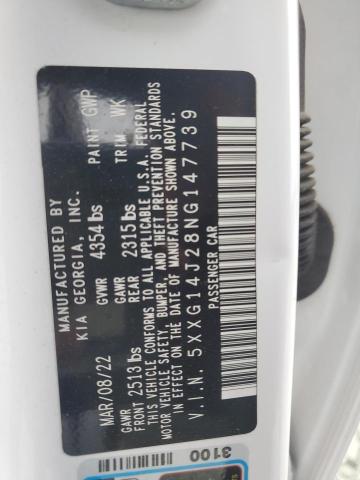 MANUFACTURED BY
KIA GEORGIA, INC.
MAR/08/22 GVWR 4354 lbs PAINT GWP
GAWR FRONT 2513 lbs GAWR REAR 2315 lbs TRIM WK
THIS VEHICLE CONFORMS TO ALL APPLICABLE U.S.A. FEDERAL
MOTOR VEHICLE SAFETY, BUMPER, AND THEFT PREVENTION STANDARDS
IN EFFECT ON THE DATE OF MANUFACTURE SHOWN ABOVE.
V.I.N. 5XXG14J28NG147739
PASSENGER CAR
3100